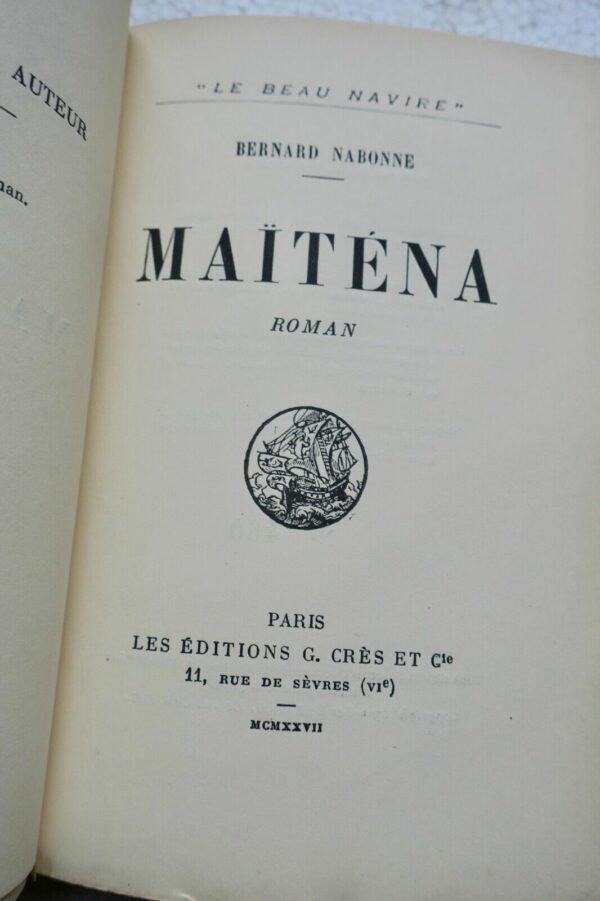 AUTEUR
"LE BEAU NAVIRE"
BERNARD NABONNE
MAÏTÉNA
ROMAN
PARIS
LES ÉDITIONS G. CRÈS ET Cie
11, RUE DE SÈVRES (VIe)
MCMXXVII